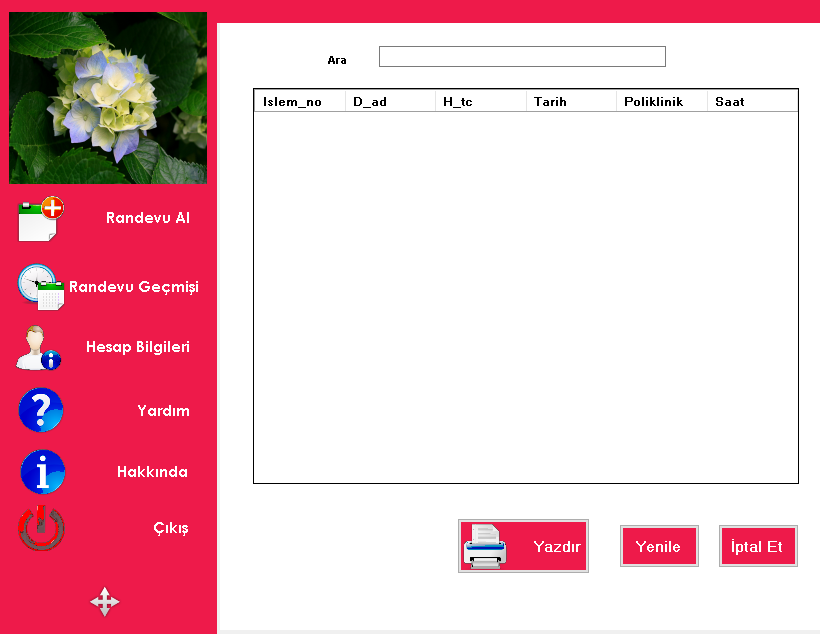 Ara
Islem_no D_ad H_tc Tarih Poliklinik Saat
Randevu Al
Randevu Geçmişi
Hesap Bilgileri
Yardım
Hakkında
Çıkış
Yazdır Yenile İptal Et